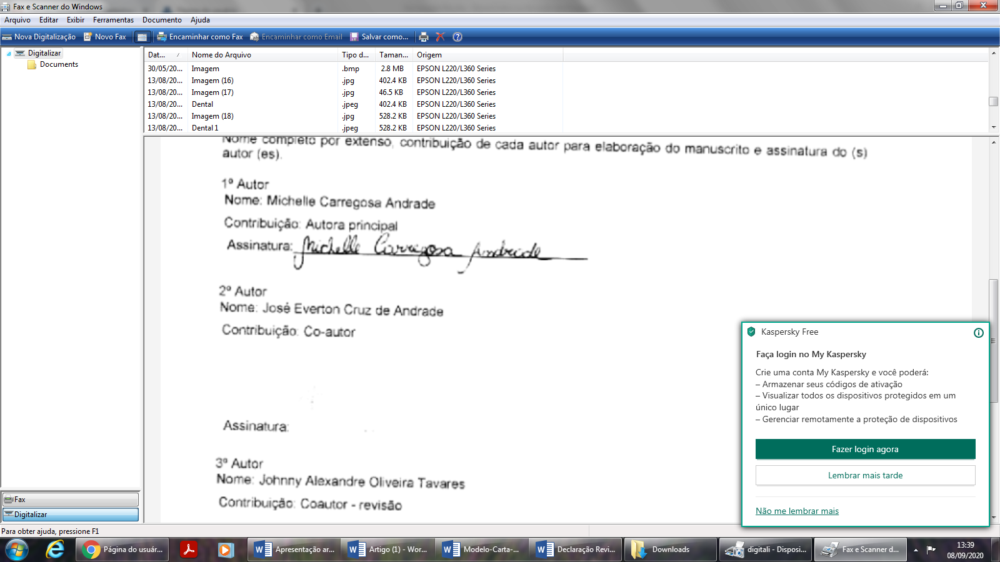 Fax e Scanner do Windows
Arquivo Editar Exibir Ferramentas Documento Ajuda
Nova Digitalização Novo Fax Encaminhar como Fax Encaminhar como Email Salvar como...
Digitalizar
Documents
Dat... Nome do Arquivo Tipo d... Taman... Origem
30/05/20... Imagem .bmp 2.8 MB EPSON L220/L360 Series
13/08/20... Imagem (16) .jpg 402.4 KB EPSON L220/L360 Series
13/08/20... Imagem (17) .jpg 46.5 KB EPSON L220/L360 Series
13/08/20... Dental .jpeg 402.4 KB EPSON L220/L360 Series
13/08/20... Imagem (18) .jpg 528.2 KB EPSON L220/L360 Series
13/08/20... Dental 1 .jpeg 528.2 KB EPSON L220/L360 Series
Nome completo por extenso, contribuição de cada autor para elaboração do manuscrito e assinatura do (s)
autor (es).
1º Autor
Nome: Michelle Carregosa Andrade
Contribuição: Autora principal
Assinatura: Michelle Carregosa Andrade
2º Autor
Nome: José Everton Cruz de Andrade
Contribuição: Co-autor
Assinatura:
3º Autor
Nome: Johnny Alexandre Oliveira Tavares
Contribuição: Coautor - revisão
Kaspersky Free
Faça login no My Kaspersky
Crie uma conta My Kaspersky e você poderá:
– Armazenar seus códigos de ativação
– Visualizar todos os dispositivos protegidos em um
único lugar
– Gerenciar remotamente a proteção de dispositivos
Fazer login agora
Lembrar mais tarde
Não me lembrar mais
Fax
Digitalizar
Para obter ajuda, pressione F1
Página do usuár... Apresentação ar... Artigo (1) - Wor... Modelo-Carta-... Declaração Revi... Downloads digitali - Disposi... Fax e Scanner d... 13:39
08/09/2020